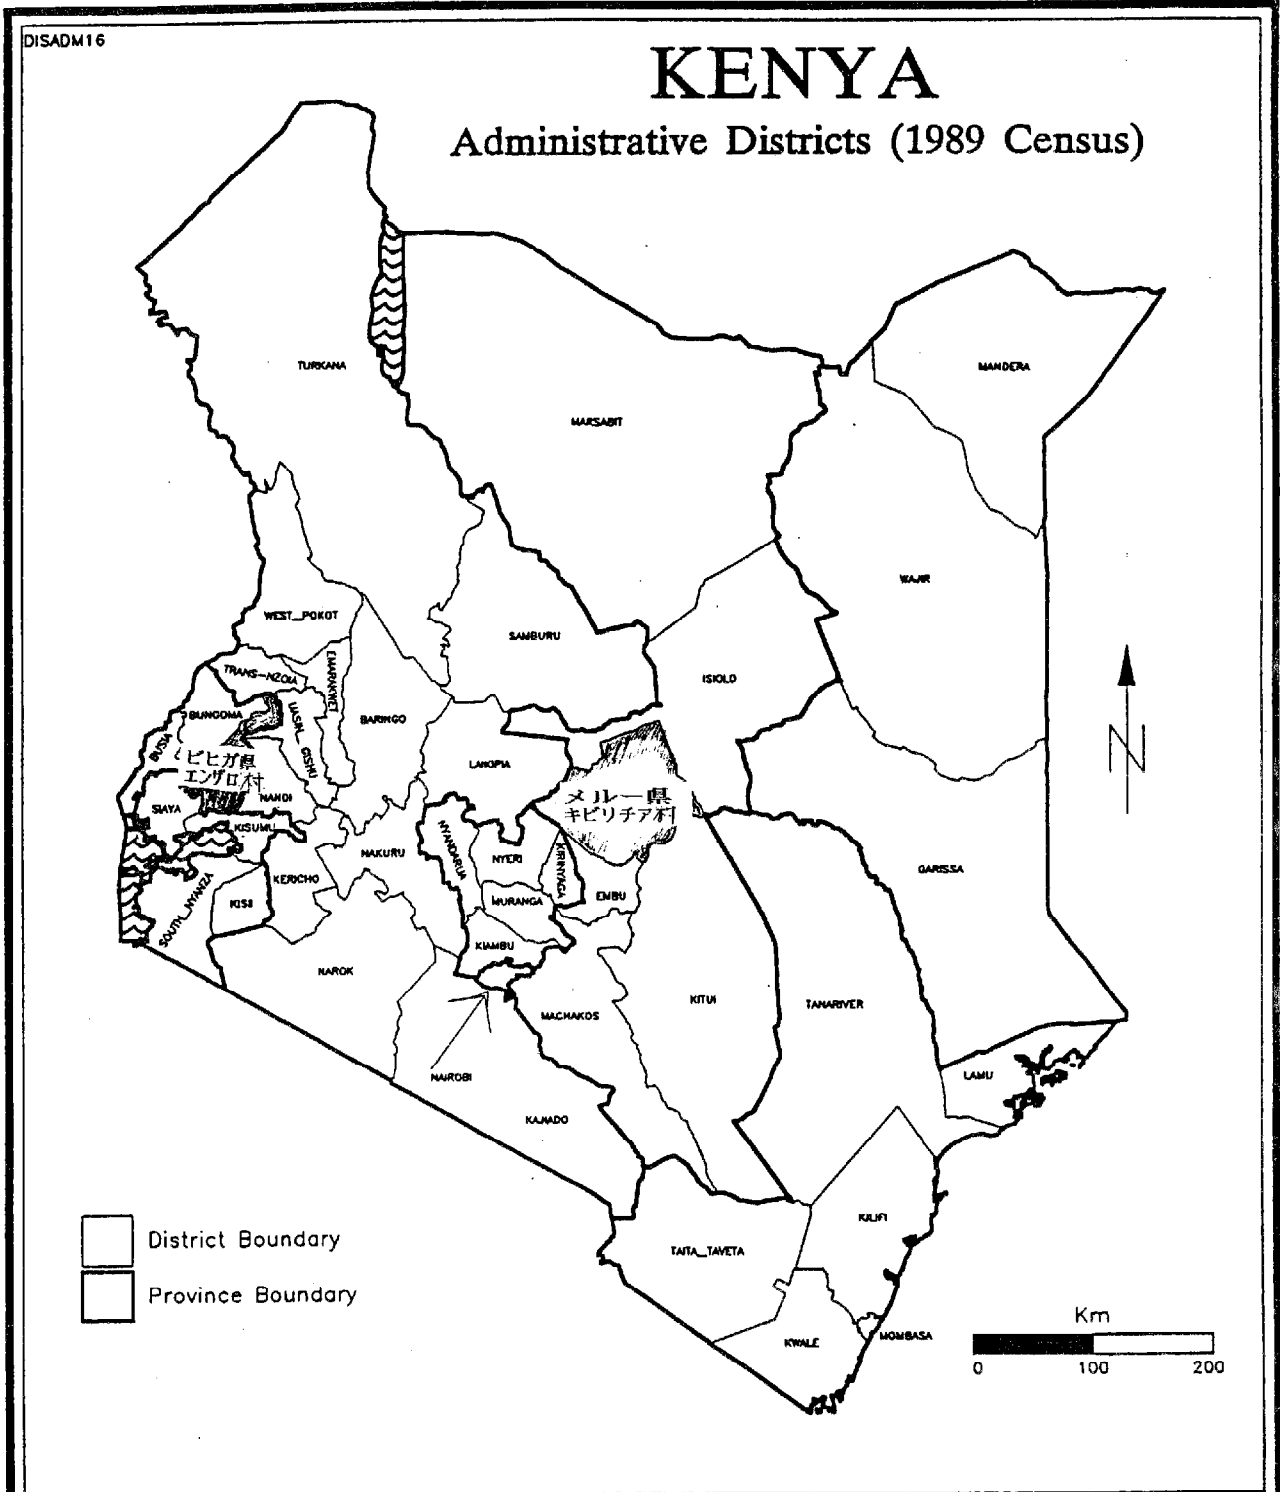 DISADM16
KENYA
Administrative Districts (1989 Census)
TURKANA
MANDERA
MARSABIT
WAJIR
WEST_POKOT
SAMBURU
EMARAKWET
TRANS-NZOIA
ISIOLO
BUNGOMA
UASIN_GISHU
BARINGO
BUSIA
ビヒガ県
エンザロ村
LAIKIPIA
メルー県
キビリチア村
SIAYA
NANDI
KISUMU
NYANDARUA
NAKURU
NYERI
KIRINYAGA
GARISSA
KERICHO
EMBU
MURANGA
KISII
SOUTH_NYANZA
KIAMBU
NAROK
KITUI
TANARIVER
MACHAKOS
NAIROBI
LAMU
KAJIADO
KILIFI
District Boundary
TAITA_TAVETA
Province Boundary
KWALE
MOMBASA
N
Km
0 100 200